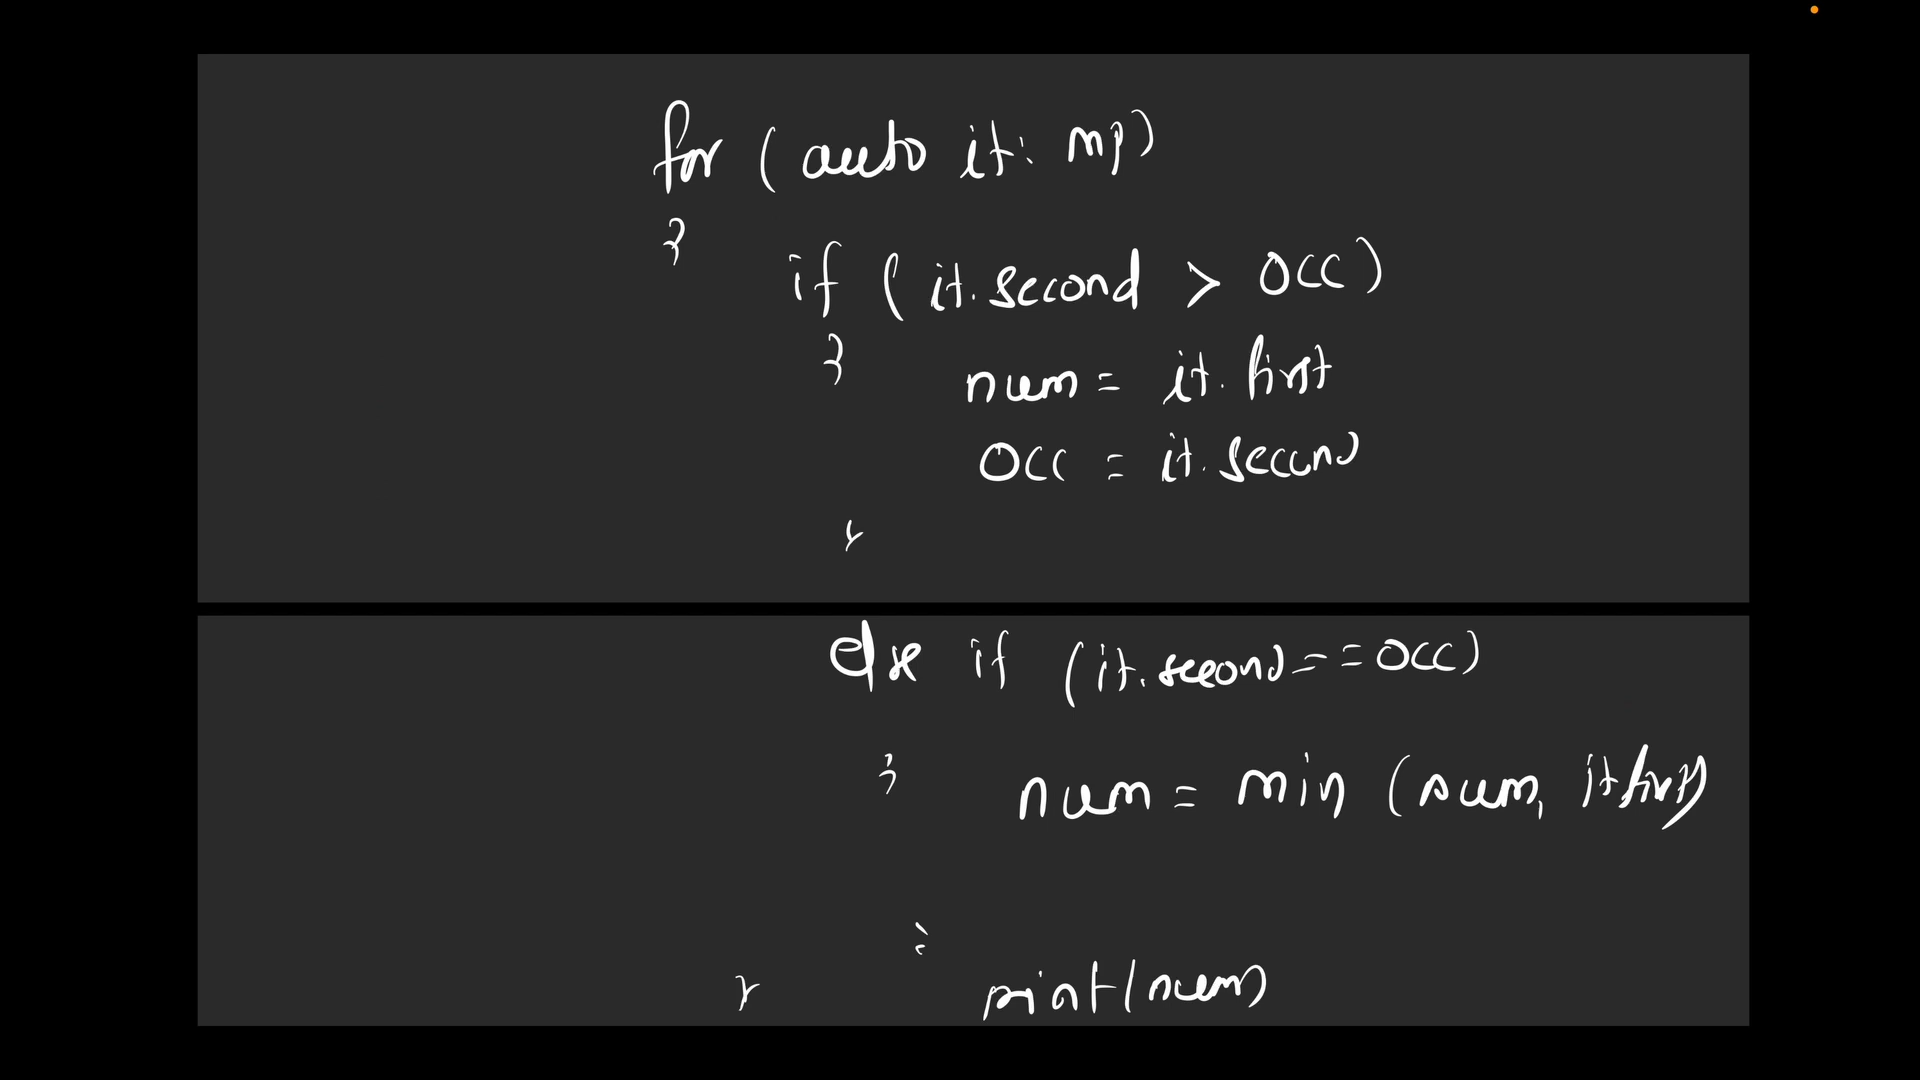 for (auto it: mp)
{
if (it.second > occ)
{
num = it.first
occ = it.second
}
else if (it.second == occ)
{
num = min (num, it.first)
}
} print(num)